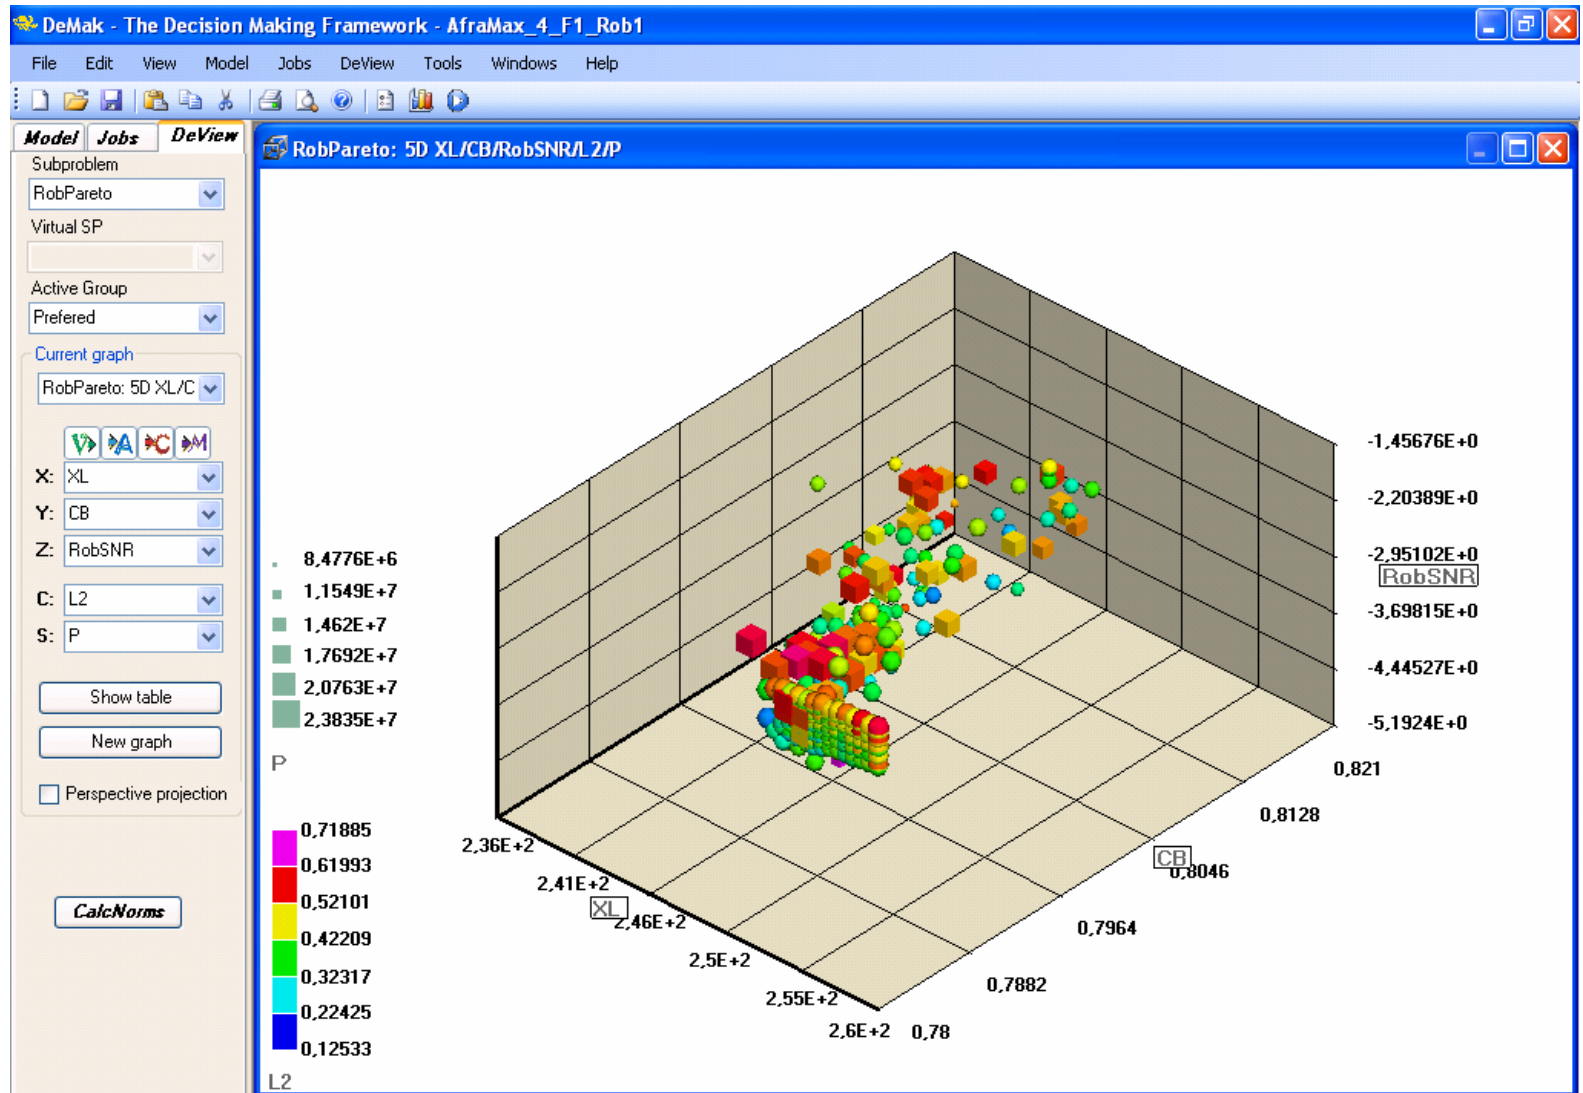 DeMak - The Decision Making Framework - AfraMax_4_F1_Rob1
File Edit View Model Jobs DeView Tools Windows Help
Model Jobs DeView
RobPareto: 5D XL/CB/RobSNR/L2/P
Subproblem
RobPareto
Virtual SP
Active Group
Prefered
Current graph
RobPareto: 5D XL/C
V A C M
X: XL
Y: CB
Z: RobSNR
C: L2
S: P
Show table
New graph
Perspective projection
CalcNorms
8,4776E+6
1,1549E+7
1,462E+7
1,7692E+7
2,0763E+7
2,3835E+7
P
0,71885
0,61993
0,52101
0,42209
0,32317
0,22425
0,12533
L2
-1,45676E+0
-2,20389E+0
-2,95102E+0
RobSNR
-3,69815E+0
-4,44527E+0
-5,1924E+0
0,821
0,8128
CB
0,8046
0,7964
0,7882
0,78
2,36E+2
2,41E+2
XL
2,46E+2
2,5E+2
2,55E+2
2,6E+2